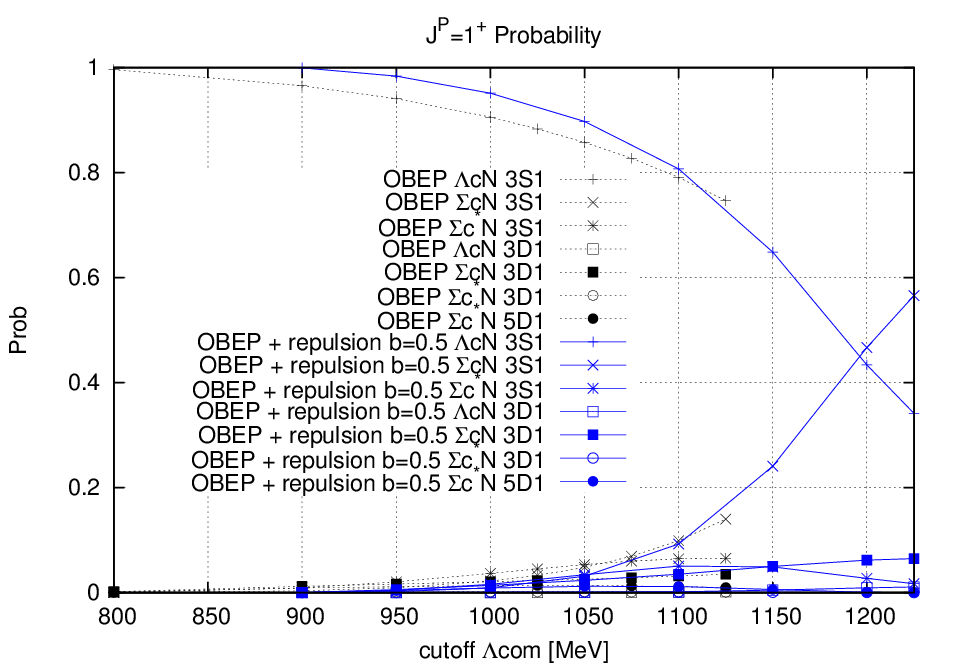 J^P=1^+ Probability
1
0.8
0.6
0.4
0.2
0
Prob
OBEP ΛcN 3S1
OBEP ΣcN 3S1
OBEP Σc*N 3S1
OBEP ΛcN 3D1
OBEP ΣcN 3D1
OBEP Σc*N 3D1
OBEP Σc*N 5D1
OBEP + repulsion b=0.5 ΛcN 3S1
OBEP + repulsion b=0.5 ΣcN 3S1
OBEP + repulsion b=0.5 Σc*N 3S1
OBEP + repulsion b=0.5 ΛcN 3D1
OBEP + repulsion b=0.5 ΣcN 3D1
OBEP + repulsion b=0.5 Σc*N 3D1
OBEP + repulsion b=0.5 Σc*N 5D1
800 850 900 950 1000 1050 1100 1150 1200
cutoff Λcom [MeV]